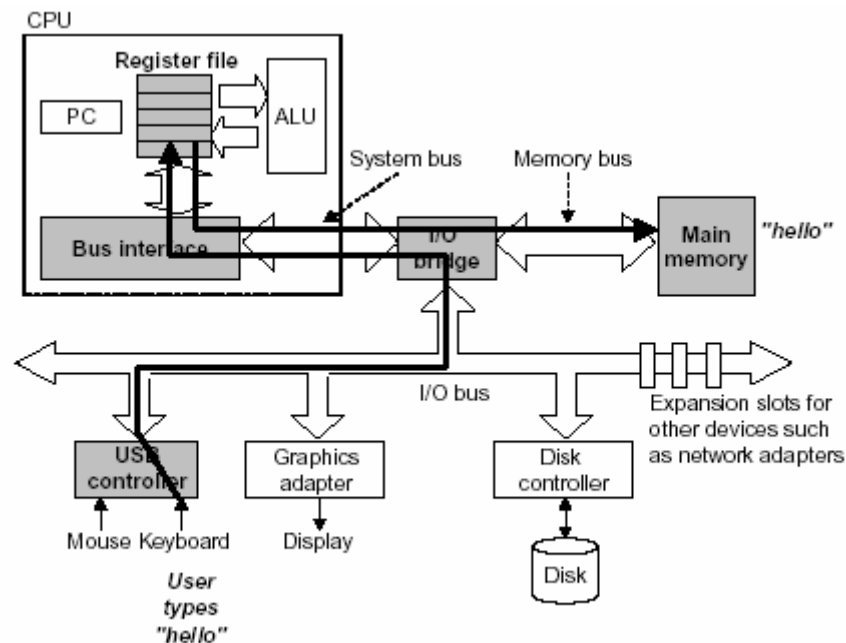 CPU
Register file
PC
ALU
System bus
Memory bus
Bus interface
I/O
bridge
Main
memory
"hello"
I/O bus
Expansion slots for
other devices such
as network adapters
USB
controller
Graphics
adapter
Disk
controller
Mouse Keyboard
Display
Disk
User
types
"hello"